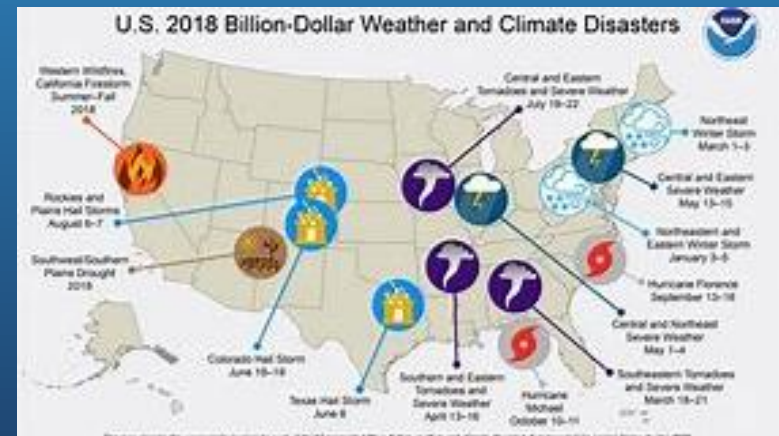 U.S. 2018 Billion-Dollar Weather and Climate Disasters
Western Wildfires,
California Firestorm
Summer-Fall
2018
Central and Eastern
Tornadoes and Severe Weather
July 19-22
Northeast
Winter Storm
March 1-3
Rockies and
Plains Hail Storms
August 6-7
Central and Eastern
Severe Weather
May 13-15
Southwest/Southern
Plains Drought
2018
Northeastern and
Eastern Winter Storm
January 3-5
Hurricane Florence
September 13-16
Colorado Hail Storm
June 18-19
Central and Northeast
Severe Weather
May 1-4
Texas Hail Storm
June 6
Southern and Eastern
Tornadoes and
Severe Weather
April 13-16
Hurricane
Michael
October 10-11
Southeastern Tornadoes
and Severe Weather
March 18-21